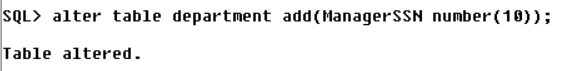 SQL> alter table department add(ManagerSSN number(10));
Table altered.